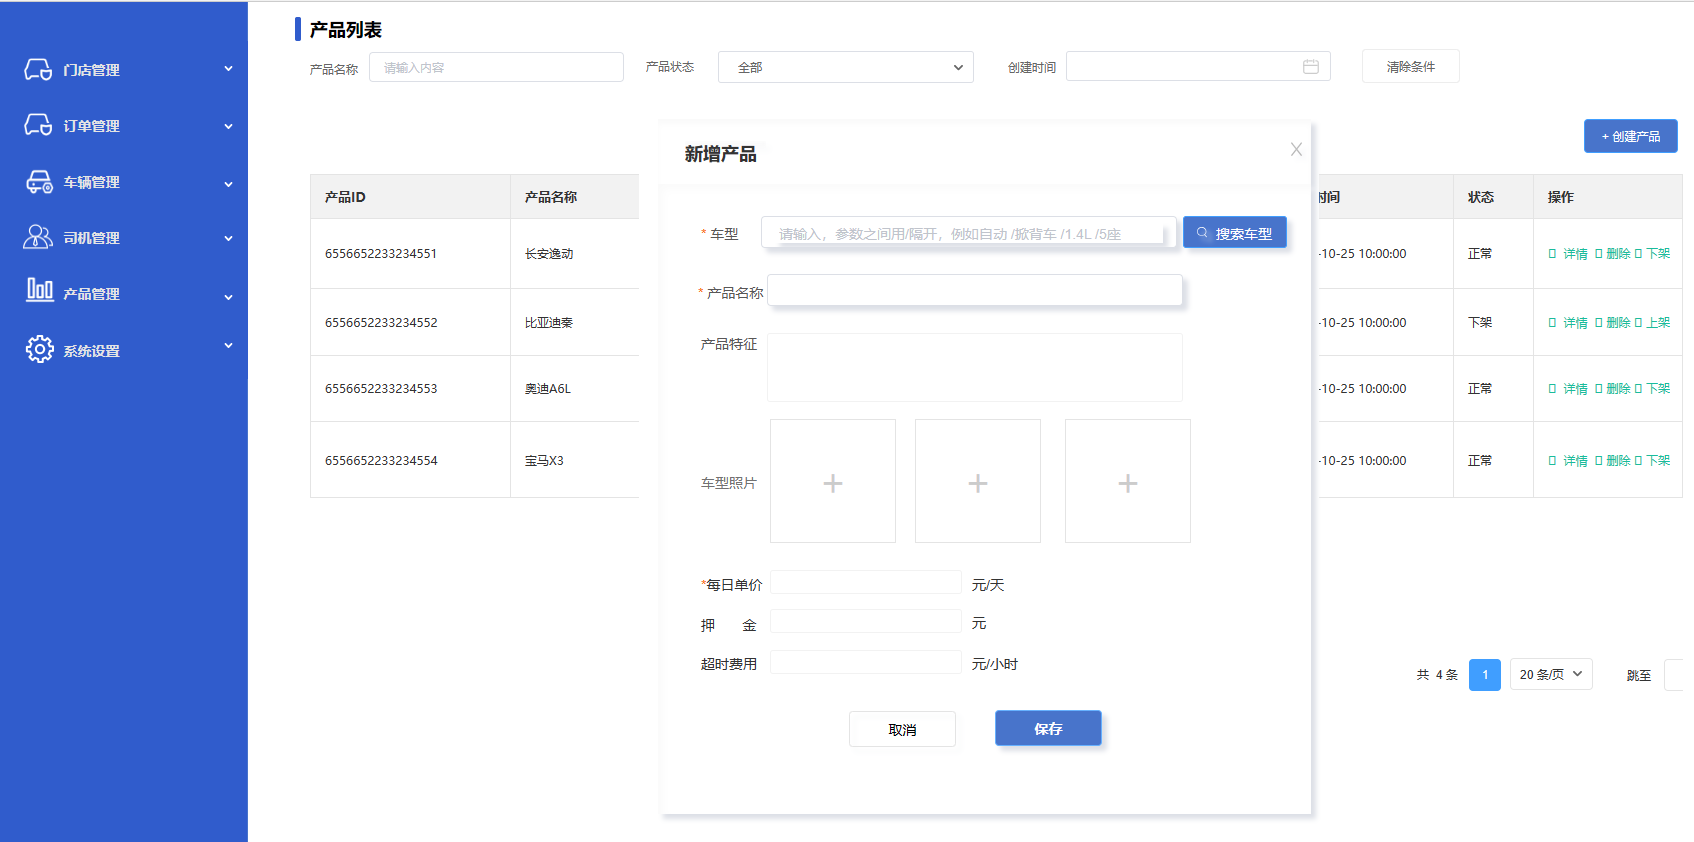 门店管理
订单管理
车辆管理
司机管理
产品管理
系统设置
产品列表
产品名称 请输入内容 产品状态 全部 创建时间 清除条件
+ 创建产品
产品ID 产品名称 时间 状态 操作
6556652233234551 长安逸动 -10-25 10:00:00 正常 详情 删除 下架
6556652233234552 比亚迪秦 -10-25 10:00:00 下架 详情 删除 上架
6556652233234553 奥迪A6L -10-25 10:00:00 正常 详情 删除 下架
6556652233234554 宝马X3 -10-25 10:00:00 正常 详情 删除 下架
共 4 条 1 20 条/页 跳至
新增产品 X
* 车型 请输入，参数之间用/隔开，例如自动 /掀背车 /1.4L /5座 搜索车型
* 产品名称
产品特征
车型照片 + + +
*每日单价 元/天
押 金 元
超时费用 元/小时
取消 保存